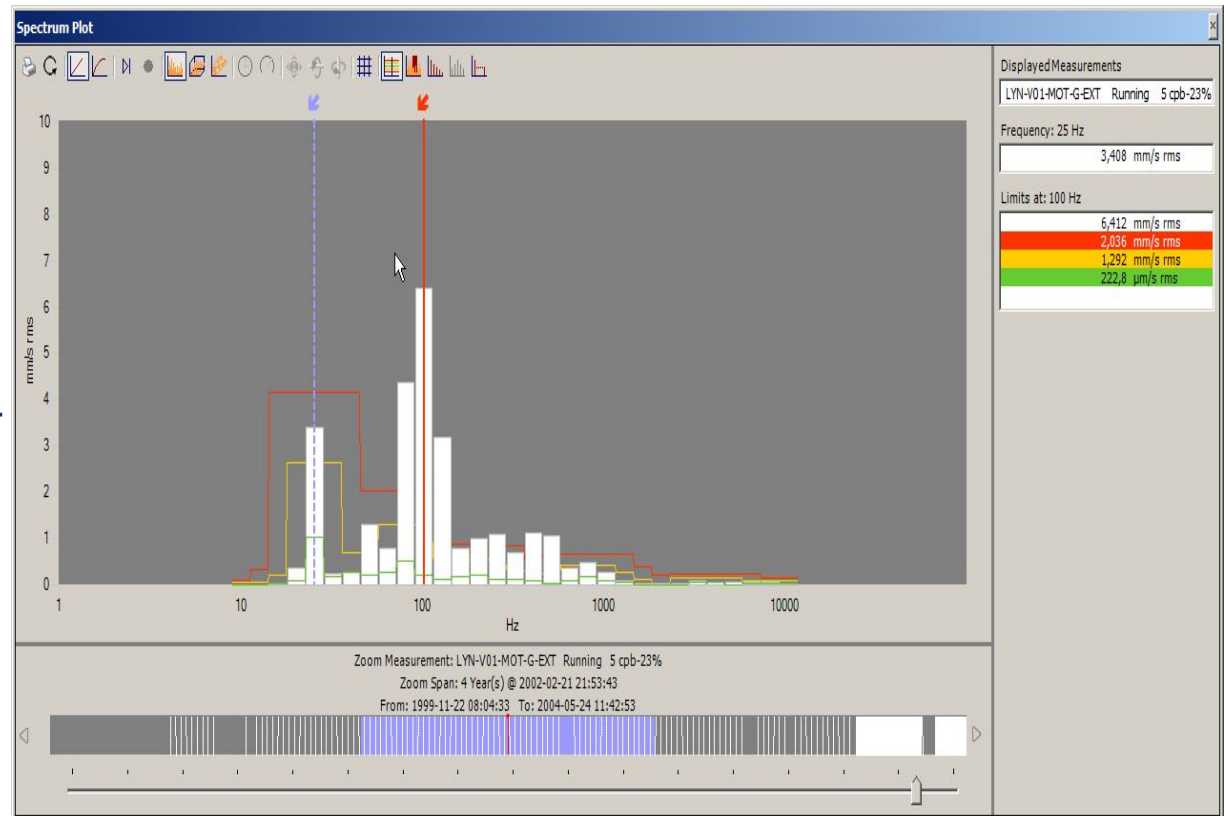 Spectrum Plot
Displayed Measurements
LYN-V01-MOT-G-EXT Running 5 cpb-23%
Frequency: 25 Hz
3,408 mm/s rms
Limits at: 100 Hz
6,412 mm/s rms
2,036 mm/s rms
1,292 mm/s rms
222,8 µm/s rms
10
9
8
7
6
5
4
3
2
1
0
mm/s rms
1 10 100 1000 10000
Hz
Zoom Measurement: LYN-V01-MOT-G-EXT Running 5 cpb-23%
Zoom Span: 4 Year(s) @ 2002-02-21 21:53:43
From: 1999-11-22 08:04:33 To: 2004-05-24 11:42:53